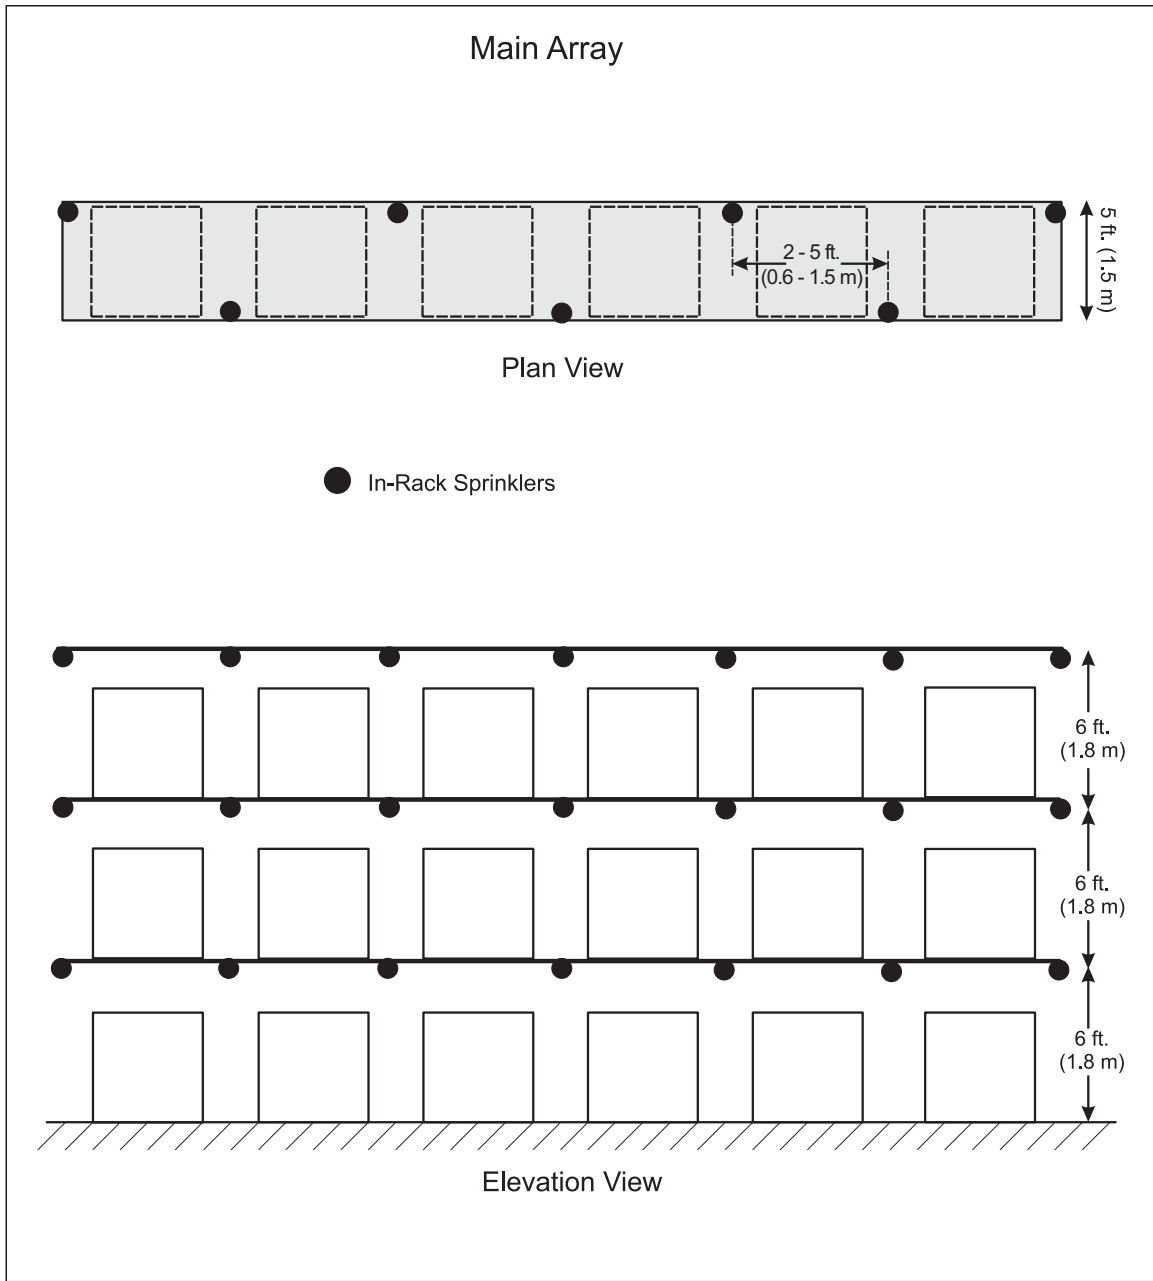 Main Array
2 - 5 ft.
(0.6 - 1.5 m)
5 ft. (1.5 m)
Plan View
In-Rack Sprinklers
6 ft.
(1.8 m)
6 ft.
(1.8 m)
6 ft.
(1.8 m)
Elevation View